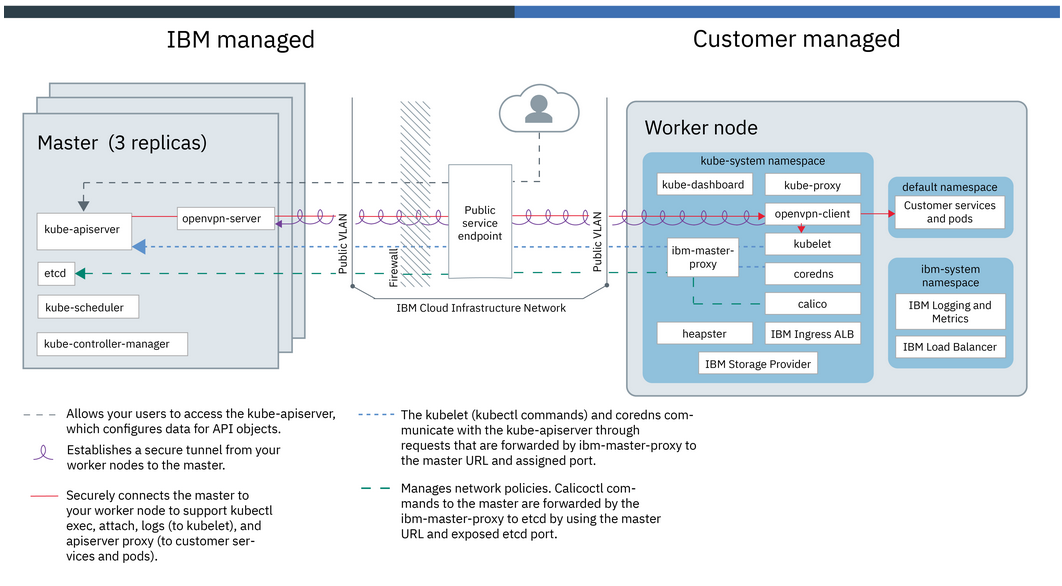 IBM managed
Customer managed
Master (3 replicas)
kube-apiserver
openvpn-server
etcd
kube-scheduler
kube-controller-manager
Public VLAN
Firewall
Public
service
endpoint
Public VLAN
IBM Cloud Infrastructure Network
Worker node
kube-system namespace
kube-dashboard
kube-proxy
openvpn-client
ibm-master-
proxy
kubelet
coredns
calico
heapster
IBM Ingress ALB
IBM Storage Provider
default namespace
Customer services
and pods
ibm-system
namespace
IBM Logging and
Metrics
IBM Load Balancer
Allows your users to access the kube-apiserver,
which configures data for API objects.
Establishes a secure tunnel from your
worker nodes to the master.
Securely connects the master to
your worker node to support kubectl
exec, attach, logs (to kubelet), and
apiserver proxy (to customer ser-
vices and pods).
The kubelet (kubectl commands) and coredns com-
municate with the kube-apiserver through
requests that are forwarded by ibm-master-proxy to
the master URL and assigned port.
Manages network policies. Calicoctl com-
mands to the master are forwarded by the
ibm-master-proxy to etcd by using the master
URL and exposed etcd port.